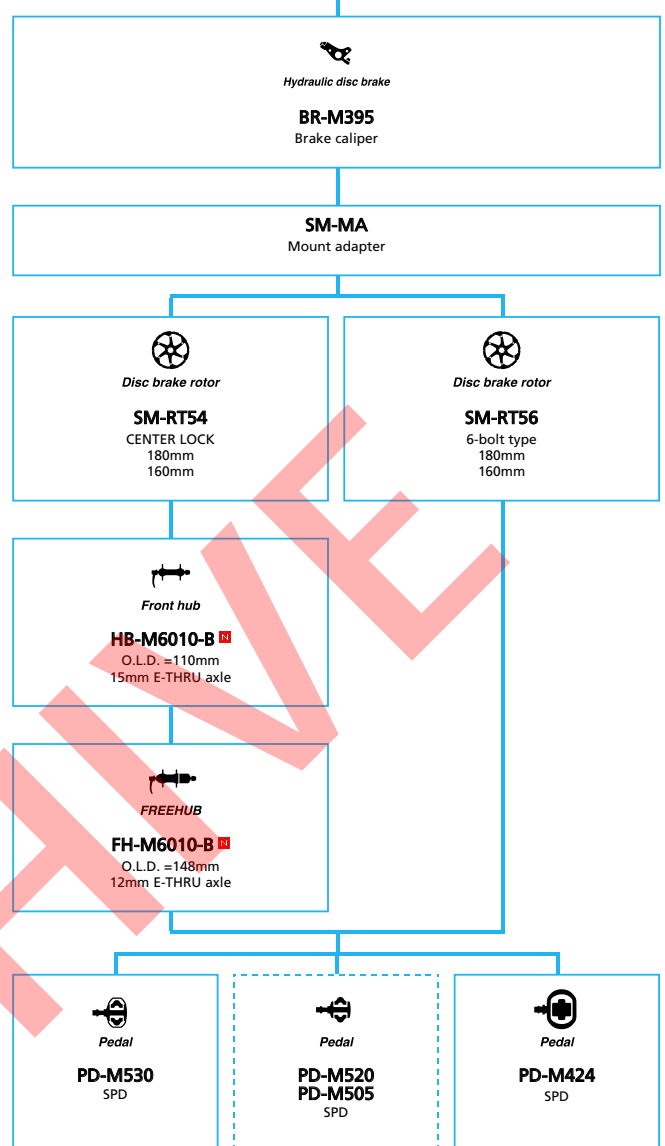 Hydraulic disc brake
BR-M395
Brake caliper
SM-MA
Mount adapter
Disc brake rotor
SM-RT54
CENTER LOCK
180mm
160mm
Disc brake rotor
SM-RT56
6-bolt type
180mm
160mm
Front hub
HB-M6010-B N
O.L.D. =110mm
15mm E-THRU axle
FREEHUB
FH-M6010-B N
O.L.D. =148mm
12mm E-THRU axle
Pedal
PD-M530
SPD
Pedal
PD-M520
PD-M505
SPD
Pedal
PD-M424
SPD
HIVE